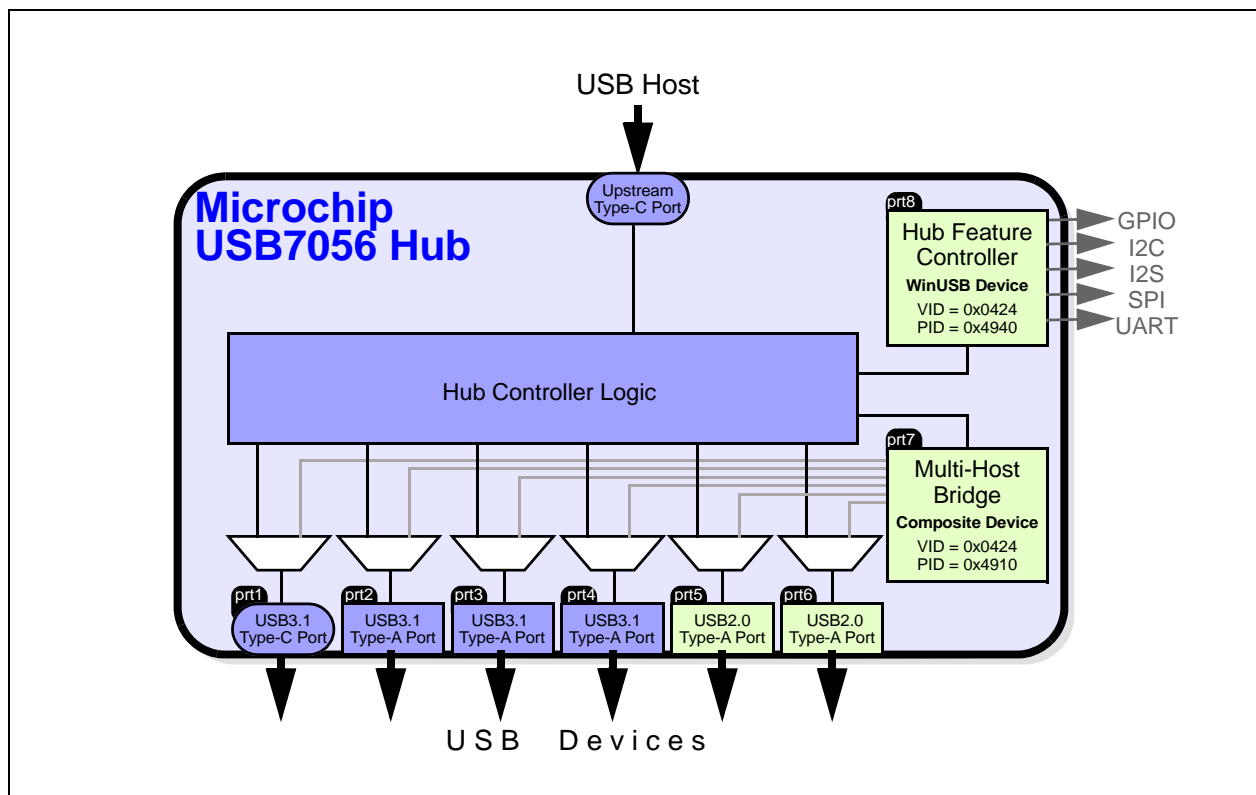 USB Host
Upstream
Type-C Port
Microchip
USB7056 Hub
prt8
Hub Feature
Controller
WinUSB Device
VID = 0x0424
PID = 0x4940
GPIO
I2C
I2S
SPI
UART
Hub Controller Logic
prt7
Multi-Host
Bridge
Composite Device
VID = 0x0424
PID = 0x4910
prt1
USB3.1
Type-C Port
prt2
USB3.1
Type-A Port
prt3
USB3.1
Type-A Port
prt4
USB3.1
Type-A Port
prt5
USB2.0
Type-A Port
prt6
USB2.0
Type-A Port
USB Devices